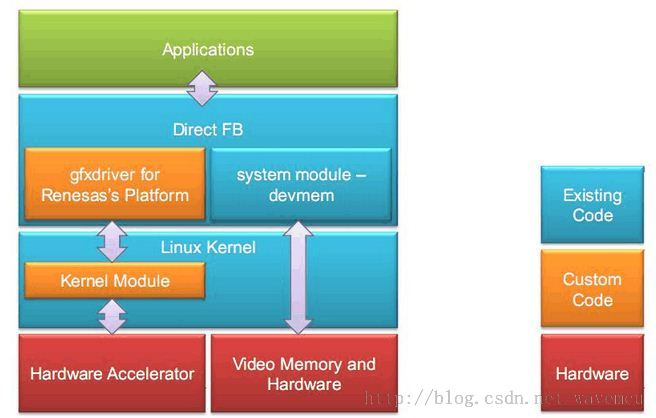 Applications
Direct FB
gfxdriver for
Renesas's Platform
system module –
devmem
Linux Kernel
Kernel Module
Hardware Accelerator
Video Memory and
Hardware
Existing
Code
Custom
Code
Hardware
http://blog.csdn.net/wavemcu